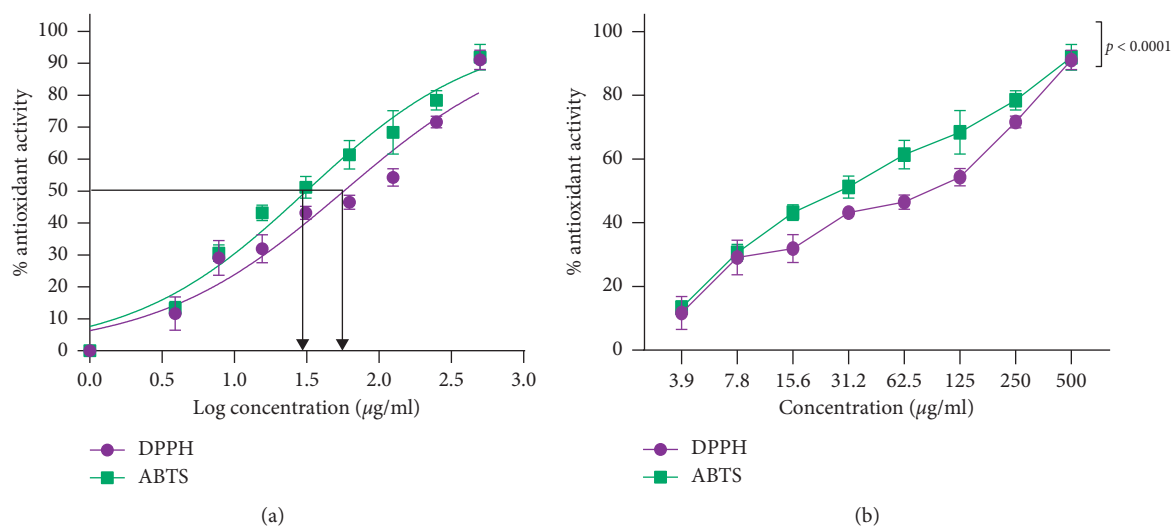 100
90
80
70
60
50
40
30
20
10
0
% antioxidant activity
0.0 0.5 1.0 1.5 2.0 2.5 3.0
Log concentration (μg/ml)
DPPH
ABTS
(a)
100
80
60
40
20
0
% antioxidant activity
p < 0.0001
3.9 7.8 15.6 31.2 62.5 125 250 500
Concentration (μg/ml)
DPPH
ABTS
(b)